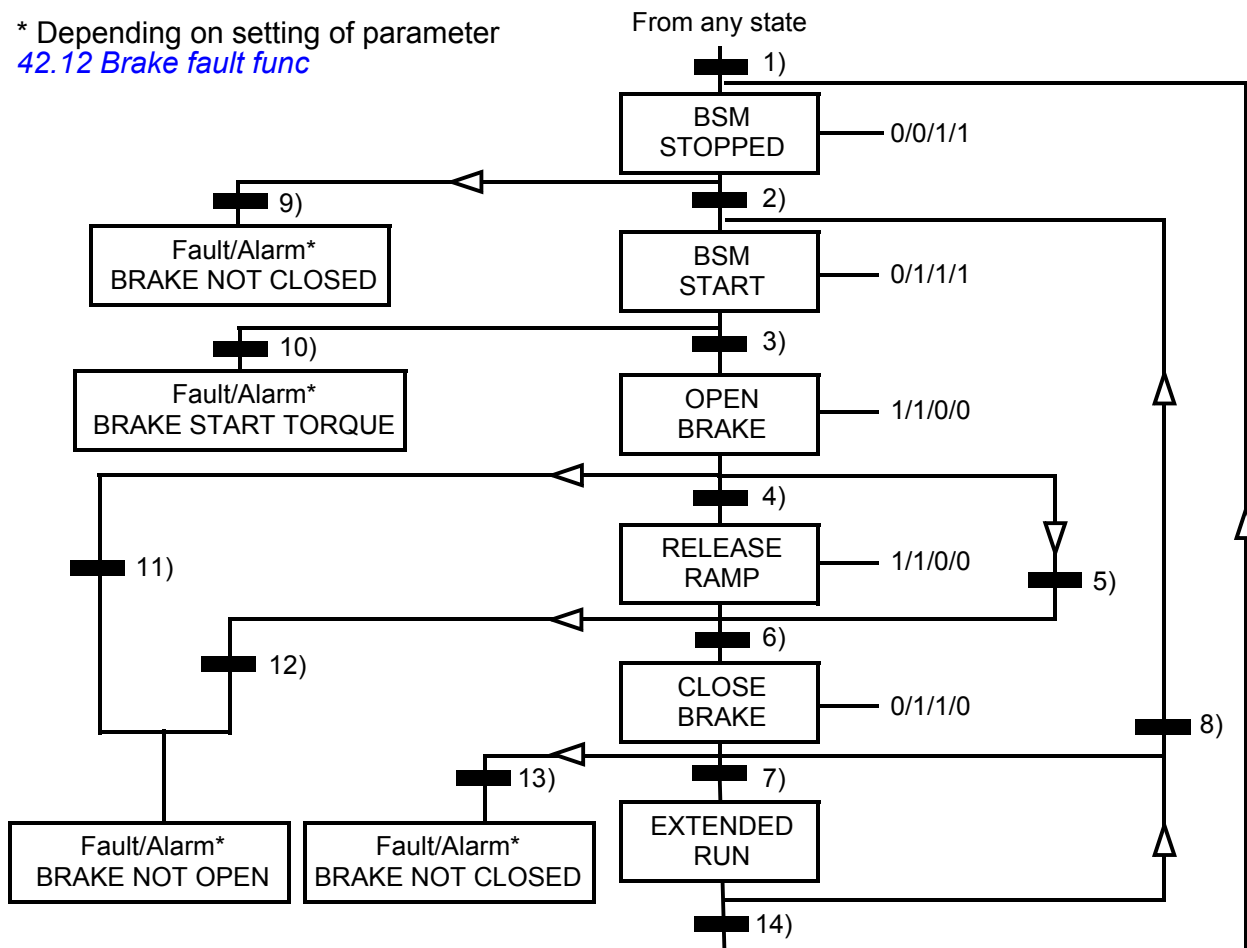 * Depending on setting of parameter
42.12 Brake fault func
From any state
1)
BSM
STOPPED
0/0/1/1
9)
2)
Fault/Alarm*
BRAKE NOT CLOSED
BSM
START
0/1/1/1
10)
3)
Fault/Alarm*
BRAKE START TORQUE
OPEN
BRAKE
1/1/0/0
4)
11)
RELEASE
RAMP
1/1/0/0
5)
6)
12)
CLOSE
BRAKE
0/1/1/0
8)
13)
7)
Fault/Alarm*
BRAKE NOT OPEN
Fault/Alarm*
BRAKE NOT CLOSED
EXTENDED
RUN
14)